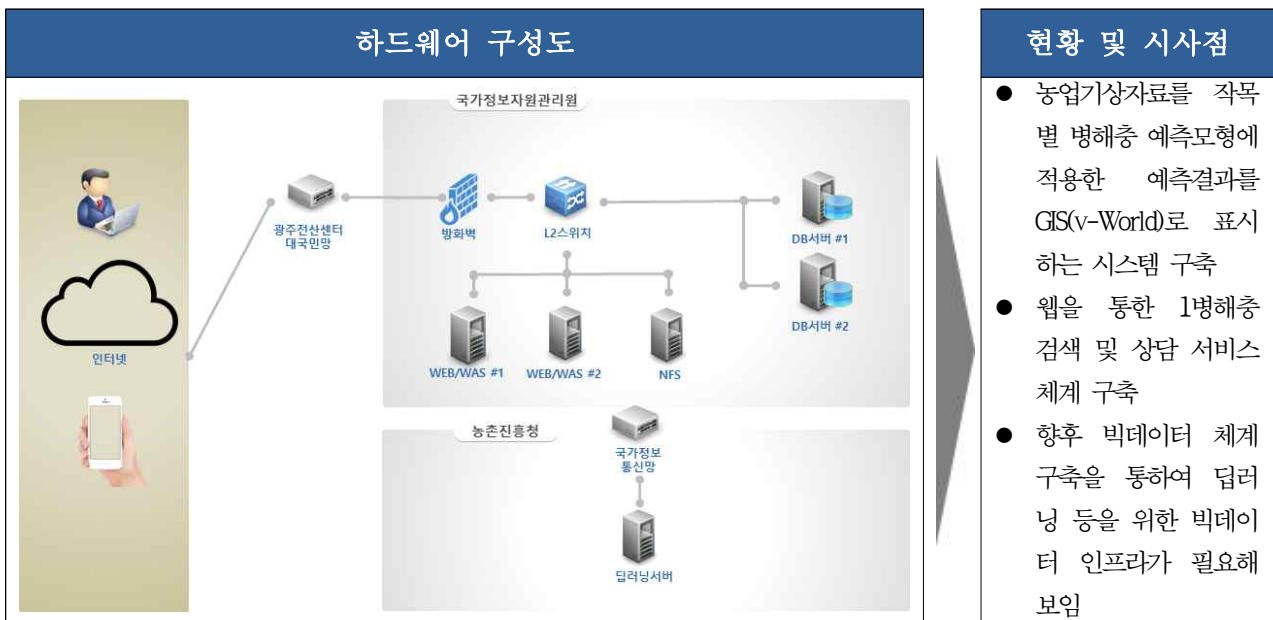 하드웨어 구성도
국가정보자원관리원
광주전산센터
대국민망
방화벽
L2스위치
DB서버 #1
DB서버 #2
인터넷
WEB/WAS #1
WEB/WAS #2
NFS
농촌진흥청
국가정보
통신망
딥러닝서버
현황 및 시사점
● 농업기상자료를 작목
별 병해충 예측모형에
적용한 예측결과를
GIS(v-World)로 표시
하는 시스템 구축
● 웹을 통한 1병해충
검색 및 상담 서비스
체계 구축
● 향후 빅데이터 체계
구축을 통하여 딥러
닝 등을 위한 빅데이
터 인프라가 필요해
보임